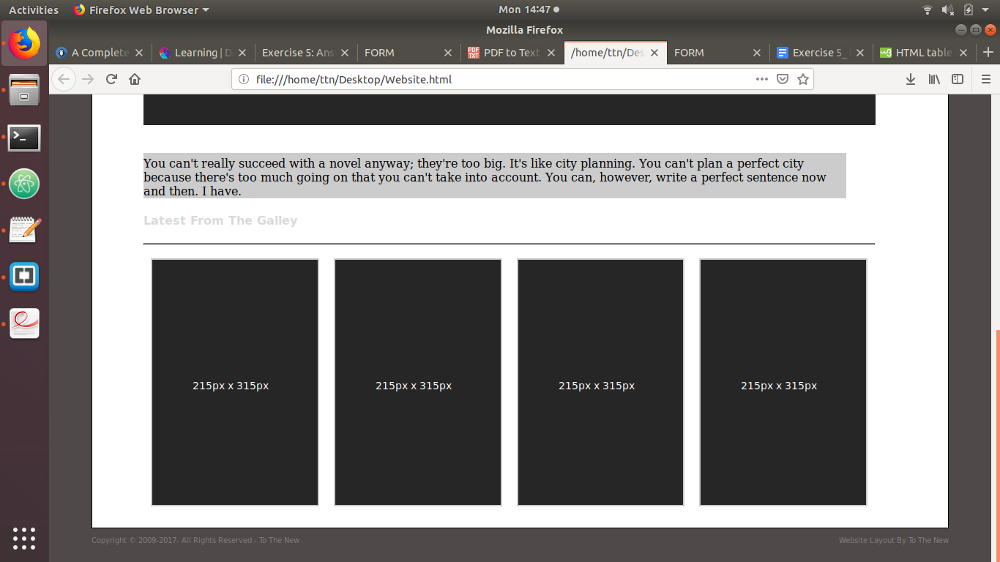 Activities Firefox Web Browser Mon 14:47
Mozilla Firefox
A Complete Learning | D Exercise 5: Ans FORM PDF to Text /home/ttn/Des FORM Exercise 5_ HTML table
file:///home/ttn/Desktop/Website.html
You can't really succeed with a novel anyway; they're too big. It's like city planning. You can't plan a perfect city
because there's too much going on that you can't take into account. You can, however, write a perfect sentence now
and then. I have.
Latest From The Galley
215px x 315px 215px x 315px 215px x 315px 215px x 315px
Copyright © 2009-2017- All Rights Reserved - To The New Website Layout By To The New